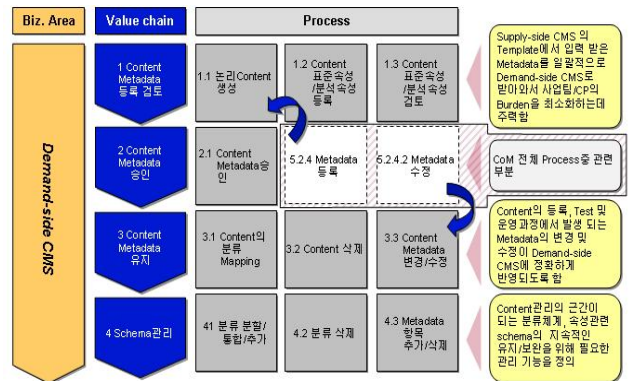 Biz. Area
Value chain
Process
Demand-side CMS
1 Content
Metadata
등록 검토
1.1 논리Content
생성
1.2 Content
표준속성
/분석속성
등록
1.3 Content
표준속성
/분석속성
검토
Supply-side CMS 의
Template에서 입력 받은
Metadata를 일괄적으로
Demand-side CMS로
받아와서 사업팀/CP의
Burden을 최소화하는데
주력함
2 Content
Metadata
승인
2.1 Content
Metadata승
인
5.2.4 Metadata
등록
5.2.4.2 Metadata
수정
CoM 전체 Process중 관련
부분
3 Content
Metadata
유지
3.1 Content의
분류
Mapping
3.2 Content 삭제
3.3 Content
Metadata
변경/수정
Content의 등록, Test 및
운영과정에서 발생 되는
Metadata의 변경 및
수정이 Demand-side
CMS에 정확하게
반영되도록 함
4 Schema관리
41 분류 분할/
통합/추가
4.2 분류 삭제
4.3 Metadata
항목
추가/삭제
Content관리의 근간이
되는 분류체계, 속성관련
schema의 지속적인
유지/보완을 위해 필요한
관리 기능을 정의